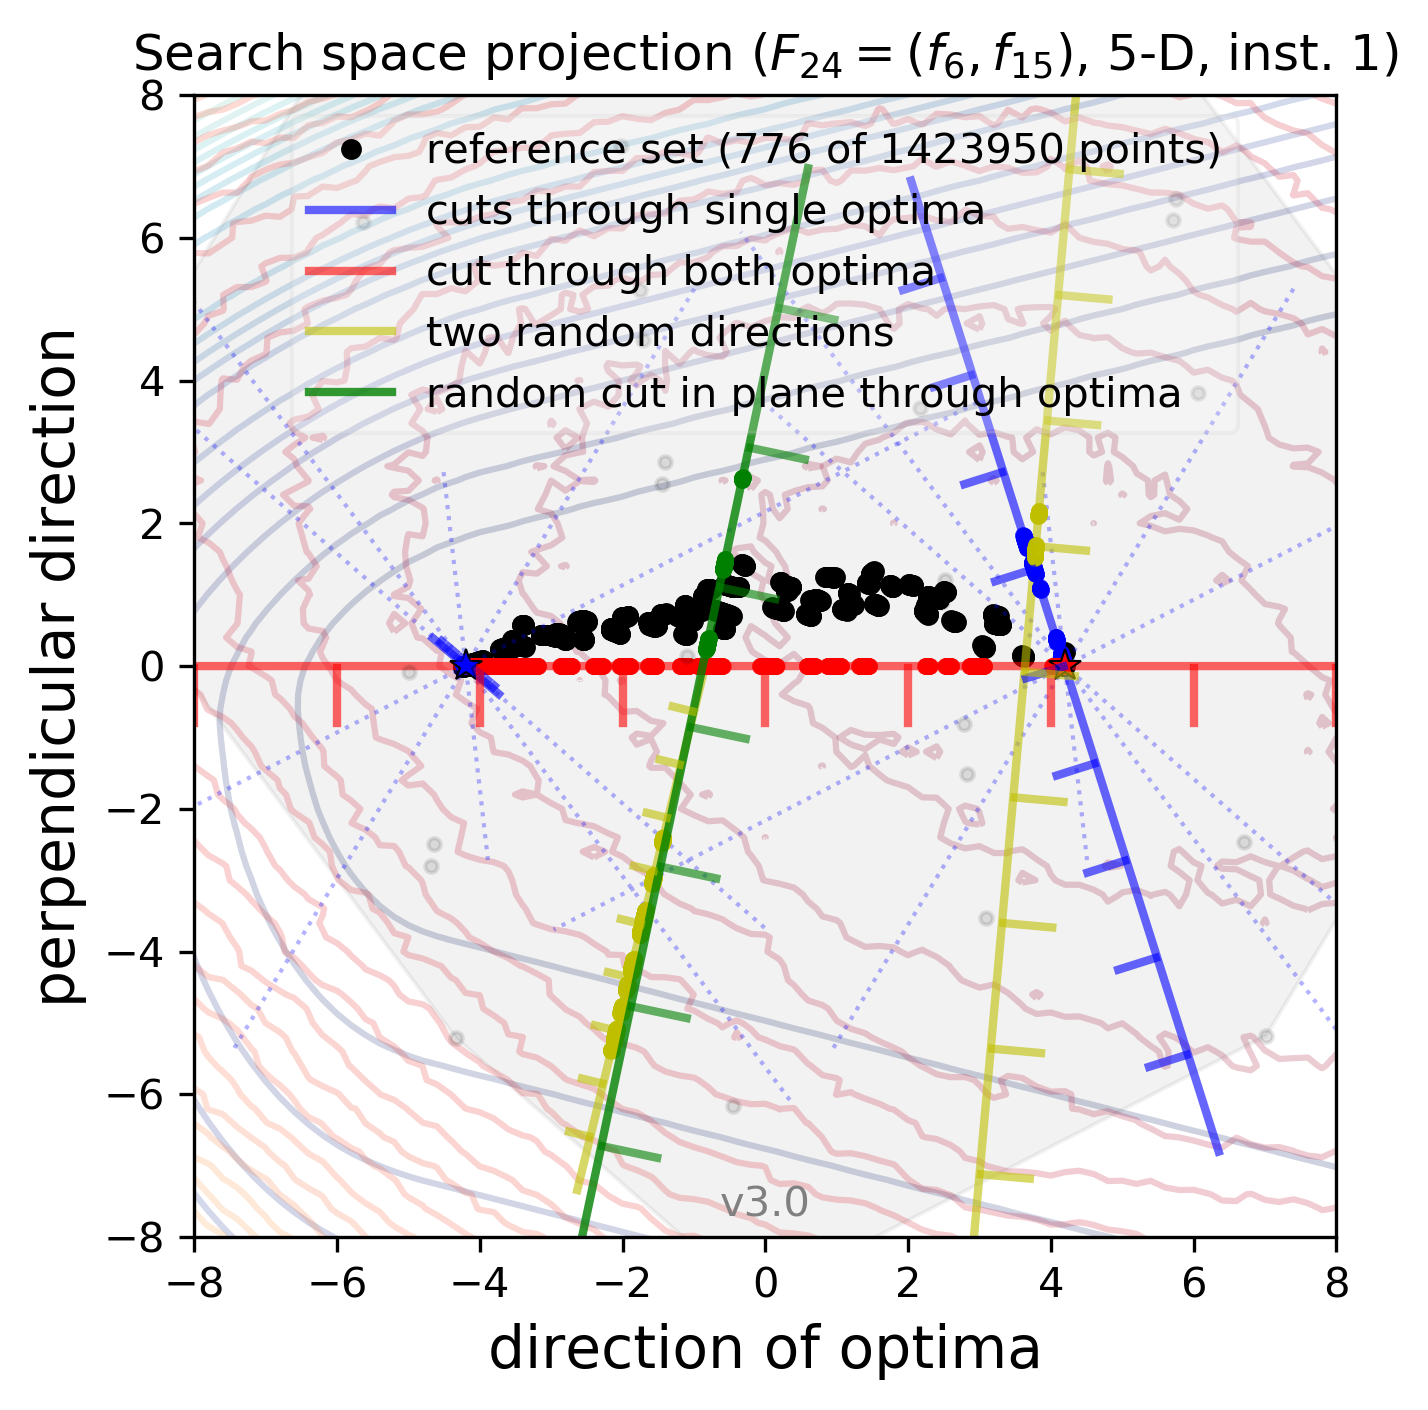 Search space projection (F₂₄ = (f₆, f₁₅), 5-D, inst. 1)
reference set (776 of 1423950 points)
cuts through single optima
cut through both optima
two random directions
random cut in plane through optima
8
6
4
2
0
−2
−4
−6
−8
perpendicular direction
v3.0
−8 −6 −4 −2 0 2 4 6 8
direction of optima